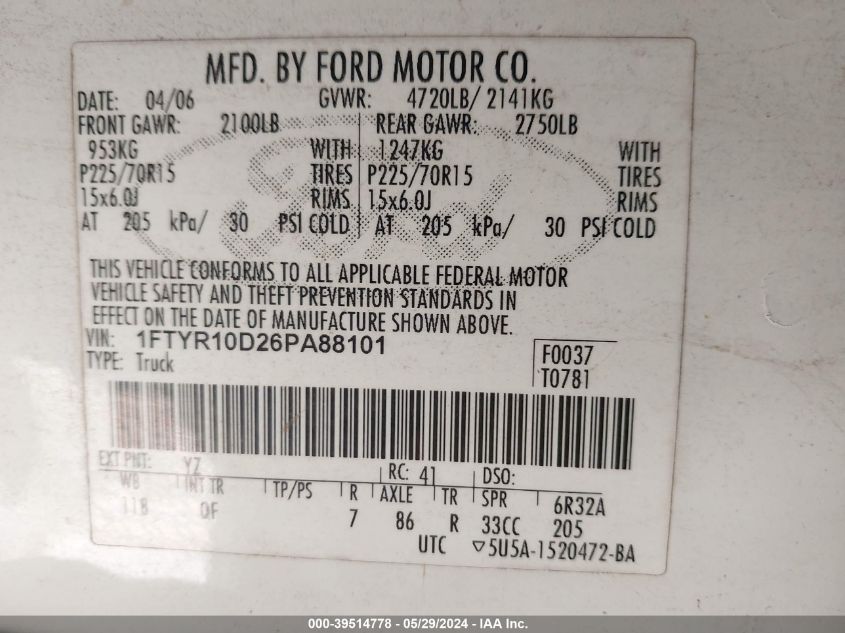 MFD. BY FORD MOTOR CO.
DATE: 04/06 GVWR: 4720LB/ 2141KG
FRONT GAWR: 2100LB REAR GAWR: 2750LB
953KG WITH 1247KG WITH
P225/70R15 TIRES P225/70R15 TIRES
15x6.0J RIMS 15x6.0J RIMS
AT 205 kPa/ 30 PSI COLD AT 205 kPa/ 30 PSI COLD
THIS VEHICLE CONFORMS TO ALL APPLICABLE FEDERAL MOTOR
VEHICLE SAFETY AND THEFT PREVENTION STANDARDS IN
EFFECT ON THE DATE OF MANUFACTURE SHOWN ABOVE.
VIN: 1FTYR10D26PA88101 F0037
TYPE: Truck T0781
EXT PNT: YZ RC: 41 DSO:
WB INT TR TP/PS R AXLE TR SPR 6R32A
118 OF 7 86 R 33CC 205
UTC ▽5U5A-1520472-BA
Ford
000-39514778 - 05/29/2024 - IAA Inc.